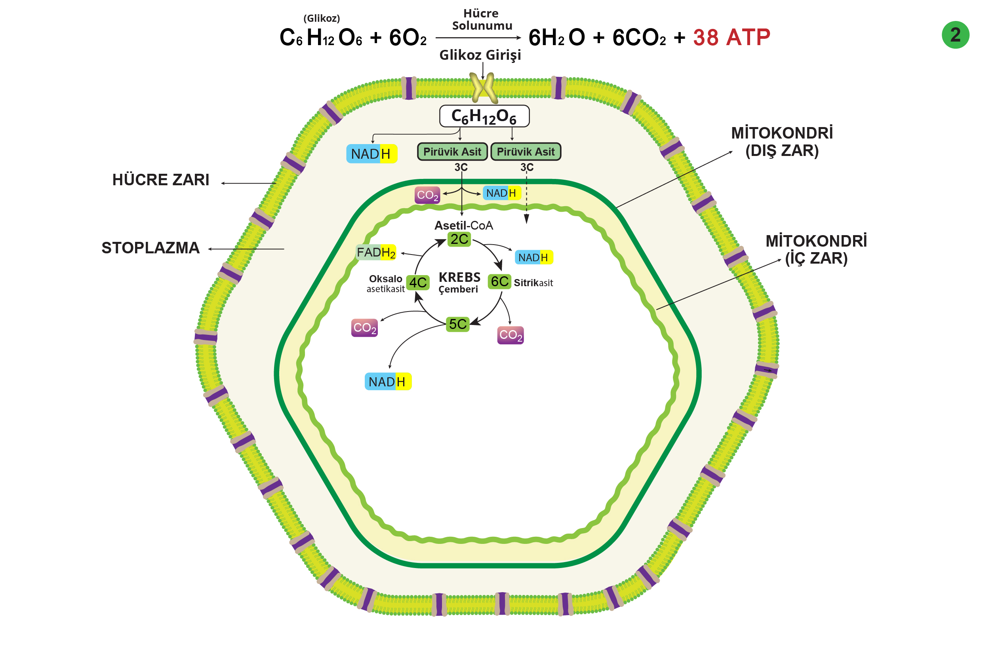 (Glikoz)
Hücre
Solunumu
C6H12O6 + 6O2 → 6H2O + 6CO2 + 38 ATP
2
Glikoz Girişi
C6H12O6
NADH
Pirüvik Asit
Pirüvik Asit
3C
3C
MİTOKONDRİ
(DIŞ ZAR)
HÜCRE ZARI
CO2
NADH
Asetil-CoA
2C
STOPLAZMA
FADH2
NADH
MİTOKONDRİ
(İÇ ZAR)
Oksalo
asetikasit
4C
KREBS
Çemberi
6C
Sitrikasit
CO2
5C
CO2
NADH